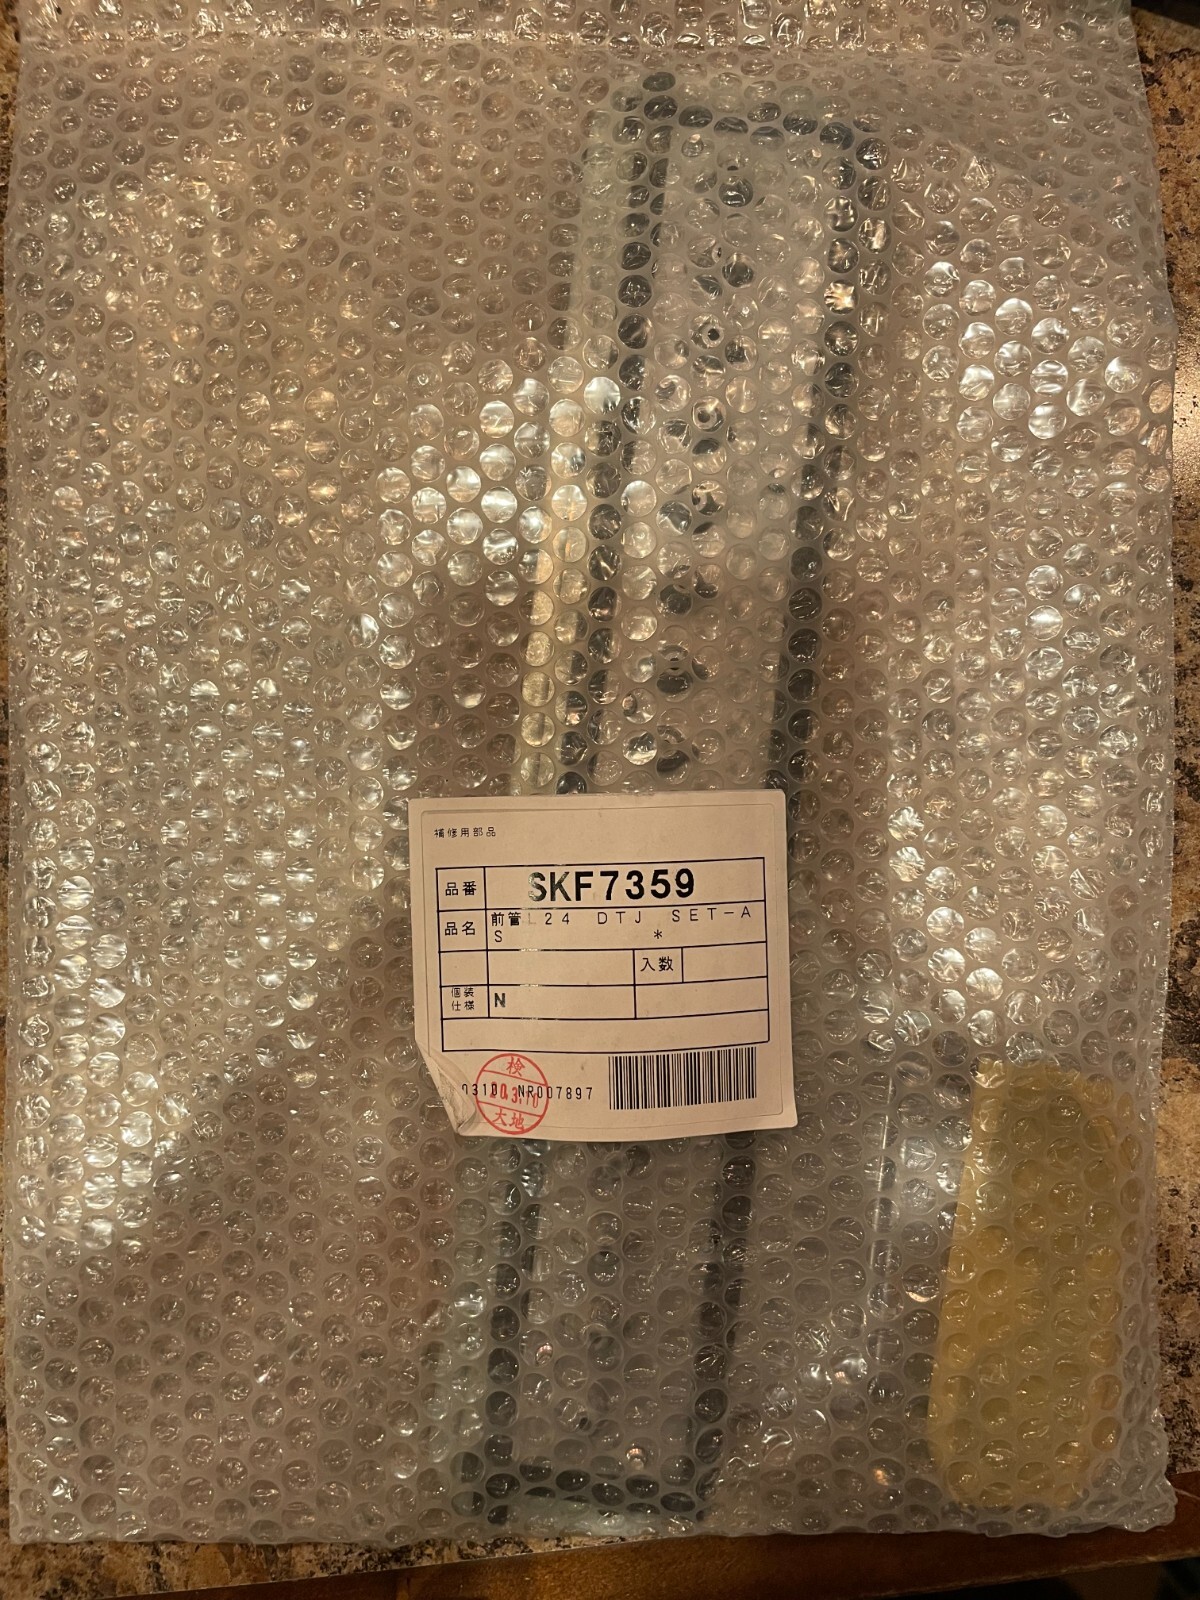 補修用部品
品番 SKF7359
品名 前管L24 DTJ SET-A
S *
入数
個装
仕様 N
検
0310 NR007897
大地